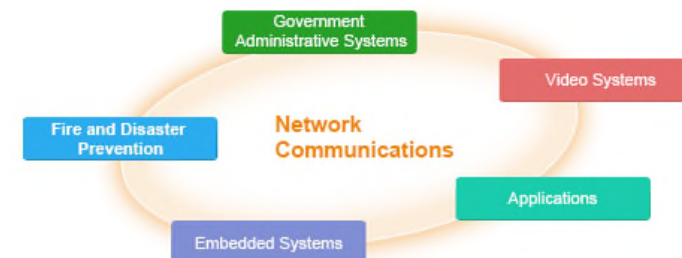 Government
Administrative Systems
Video Systems
Fire and Disaster
Prevention
Network
Communications
Applications
Embedded Systems